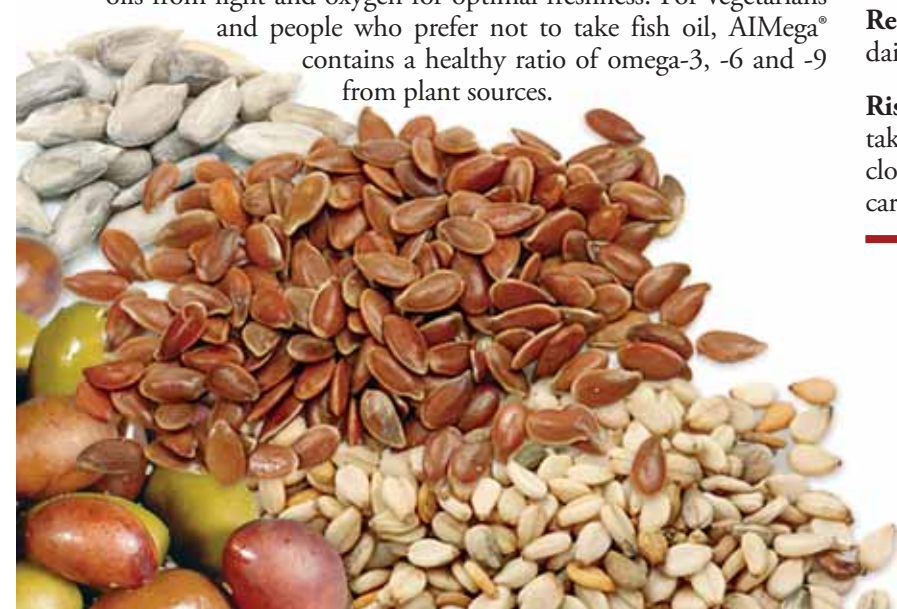 oils from light and oxygen for optimal freshness. For vegetarians
and people who prefer not to take fish oil, AIMega®
contains a healthy ratio of omega-3, -6 and -9
from plant sources.
Re
dai
Ris
tak
clo
car